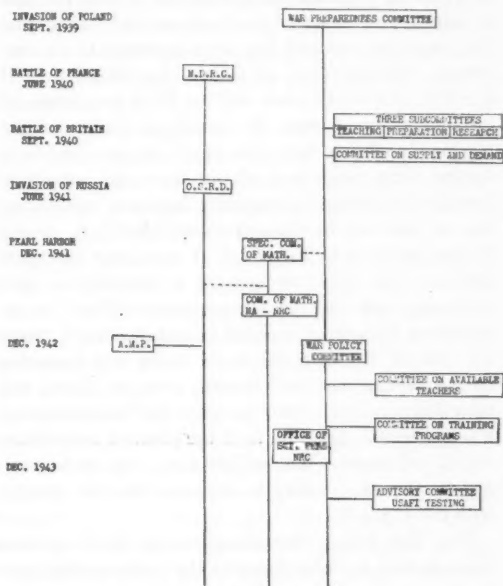 INVASION OF POLAND
SEPT. 1939
WAR PREPAREDNESS COMMITTEE
BATTLE OF FRANCE
JUNE 1940
N.D.R.C.
BATTLE OF BRITAIN
SEPT. 1940
THREE SUBCOMMITTEES
TEACHING|PREPARATION|RESEARCH
COMMITTEE ON SUPPLY AND DEMAND
INVASION OF RUSSIA
JUNE 1941
O.S.R.D.
PEARL HARBOR
DEC. 1941
SPEC. COM.
OF MATH.
COM. OF MATH.
NA - NRC
DEC. 1942
A.M.P.
WAR POLICY
COMMITTEE
COMMITTEE ON AVAILABLE
TEACHERS
COMMITTEE ON TRAINING
PROGRAMS
OFFICE OF
SCI. PERS.
NRC
DEC. 1943
ADVISORY COMMITTEE
USAFI TESTING